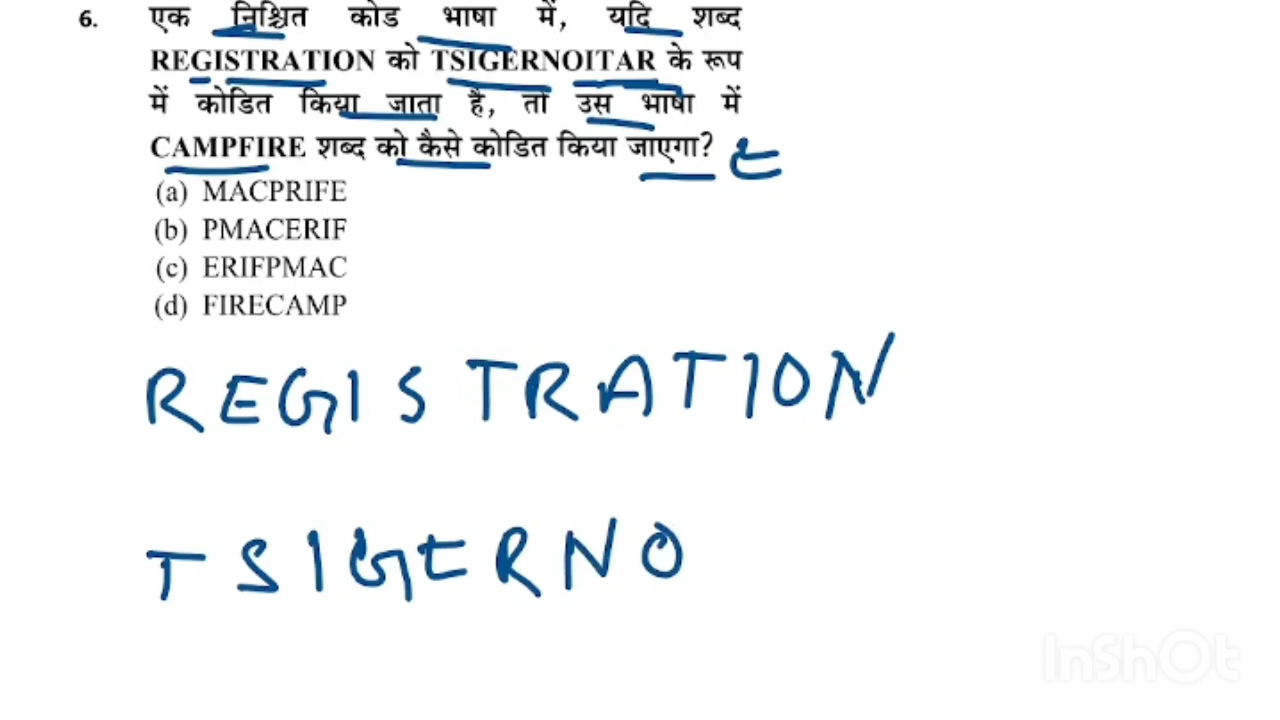 6. एक निश्चित कोड भाषा में, यदि शब्द
REGISTRATION को TSIGERNOITAR के रूप
में कोडित किया जाता है, तो उस भाषा में
CAMPFIRE शब्द को कैसे कोडित किया जाएगा?
(a) MACPRIFE
(b) PMACERIF
(c) ERIFPMAC
(d) FIRECAMP
REGISTRATION
TSIGERNO
InShOt